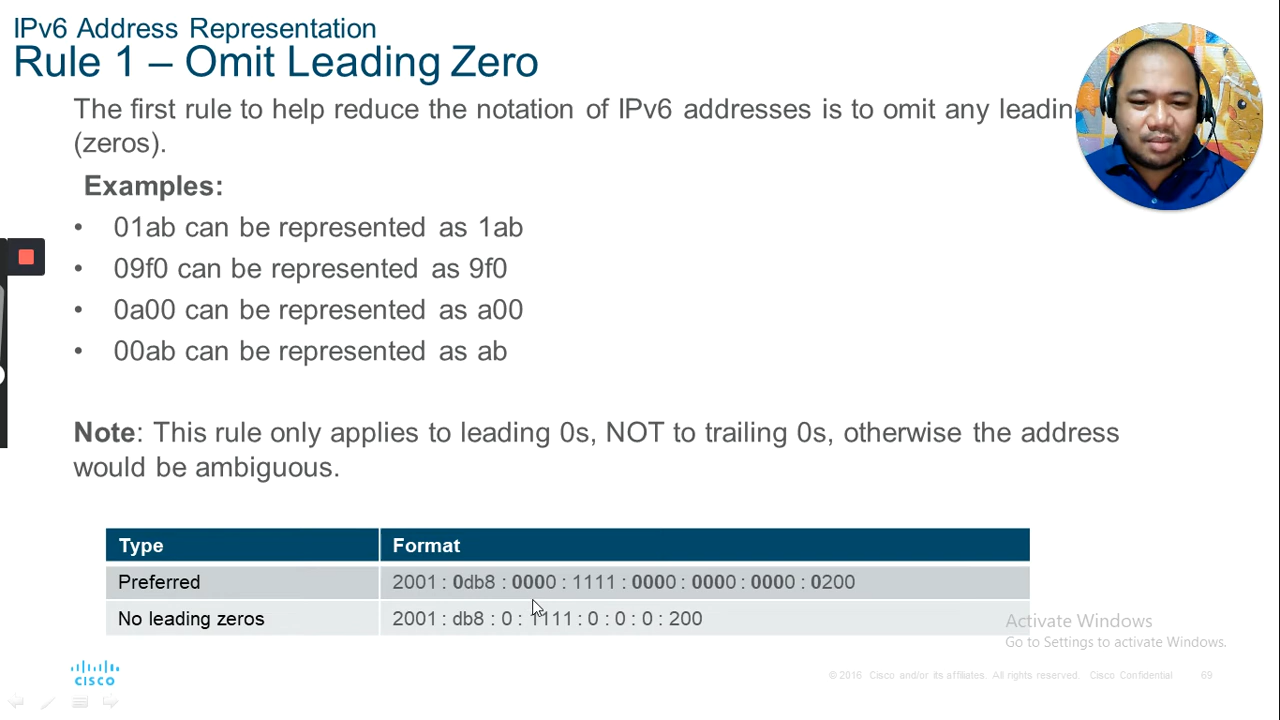 IPv6 Address Representation
Rule 1 – Omit Leading Zero
The first rule to help reduce the notation of IPv6 addresses is to omit any leading
(zeros).
Examples:
• 01ab can be represented as 1ab
• 09f0 can be represented as 9f0
• 0a00 can be represented as a00
• 00ab can be represented as ab
Note: This rule only applies to leading 0s, NOT to trailing 0s, otherwise the address
would be ambiguous.
Type Format
Preferred 2001 : 0db8 : 0000 : 1111 : 0000 : 0000 : 0000 : 0200
No leading zeros 2001 : db8 : 0 : 1111 : 0 : 0 : 0 : 200
Activate Windows
Go to Settings to activate Windows.
CISCO
© 2016 Cisco and/or its affiliates. All rights reserved. Cisco Confidential 69